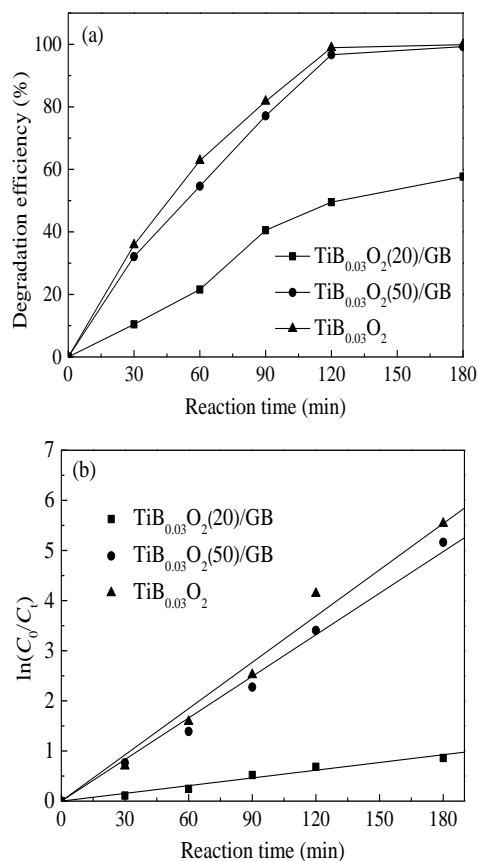 (a)
100
80
60
40
20
0
Degradation efficiency (%)
TiB0.03O2(20)/GB
TiB0.03O2(50)/GB
TiB0.03O2
0 30 60 90 120 150 180
Reaction time (min)
(b)
7
6
5
4
3
2
1
0
ln(C0/Ct)
TiB0.03O2(20)/GB
TiB0.03O2(50)/GB
TiB0.03O2
0 30 60 90 120 150 180
Reaction time (min)